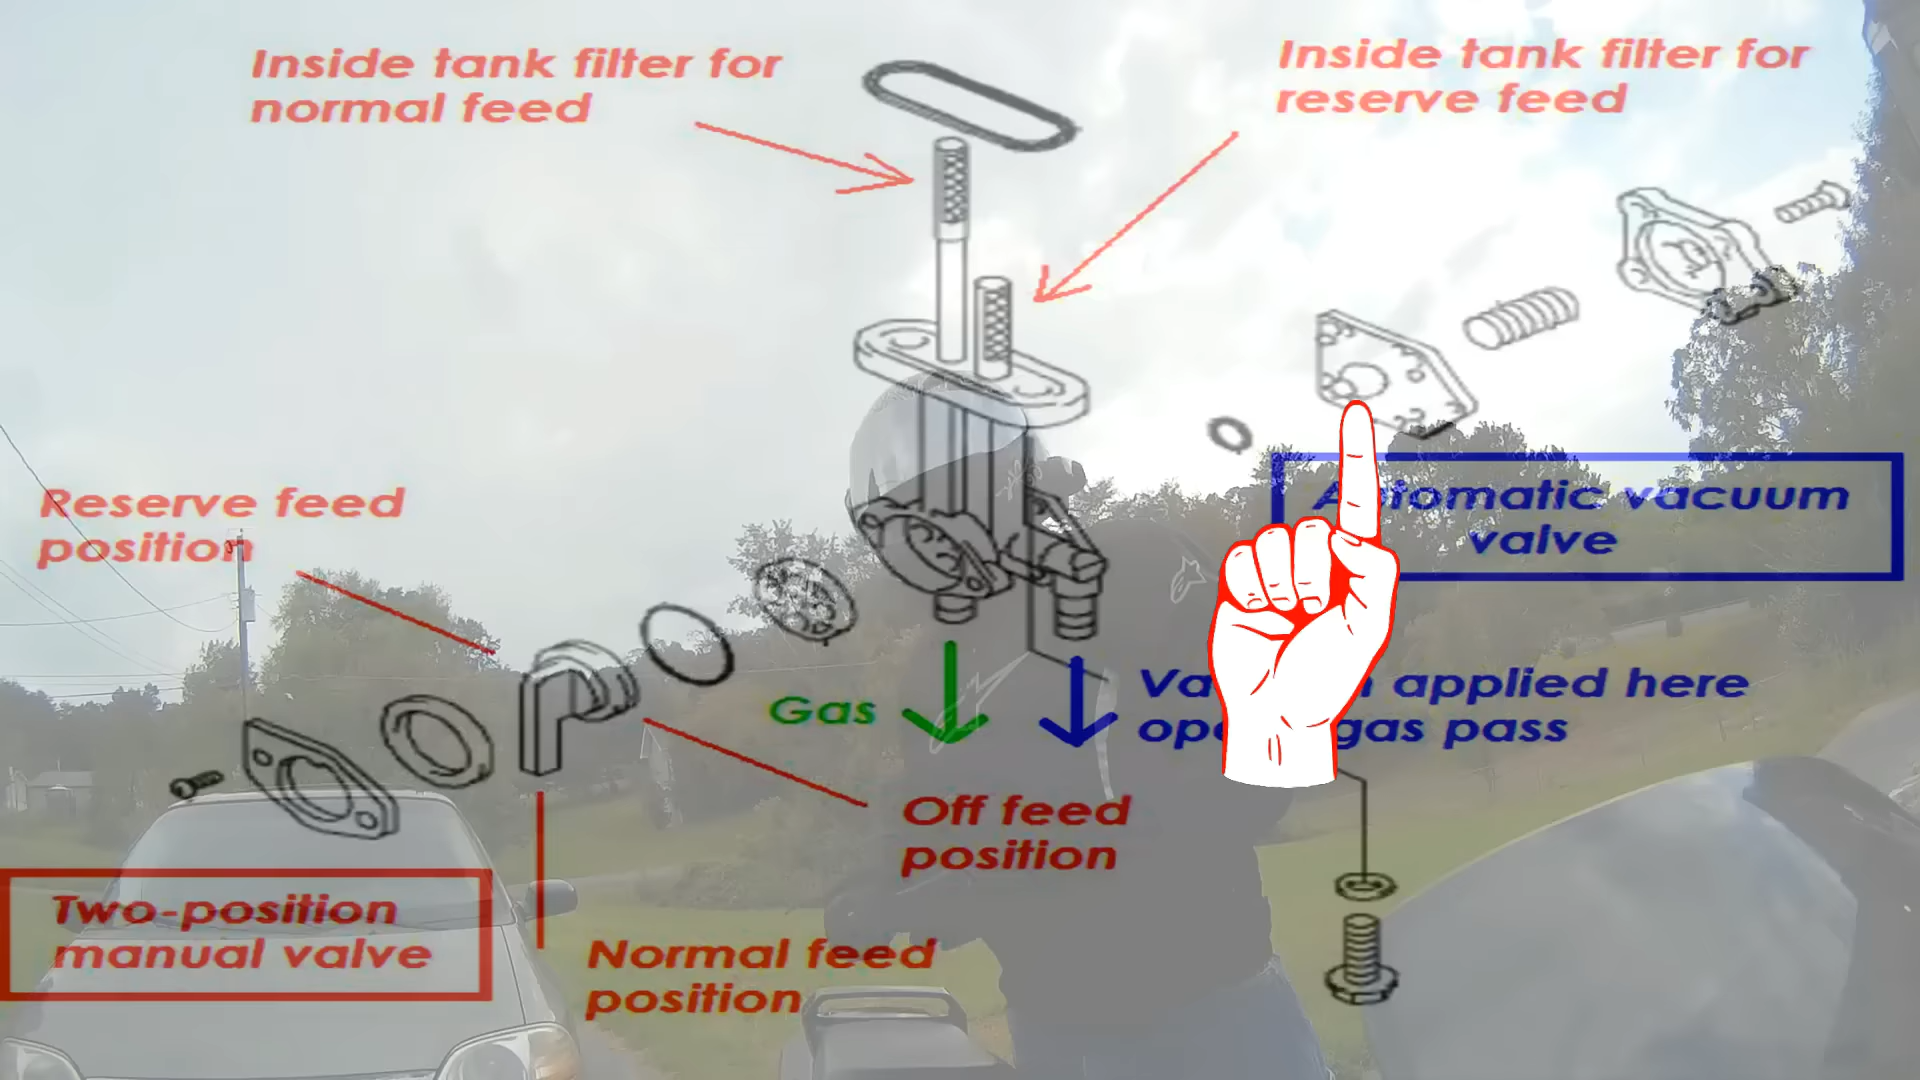 Inside tank filter for
normal feed
Inside tank filter for
reserve feed
Reserve feed
position
Automatic vacuum
valve
Gas
applied here
gas pass
Off feed
position
Two-position
manual valve
Normal feed
position